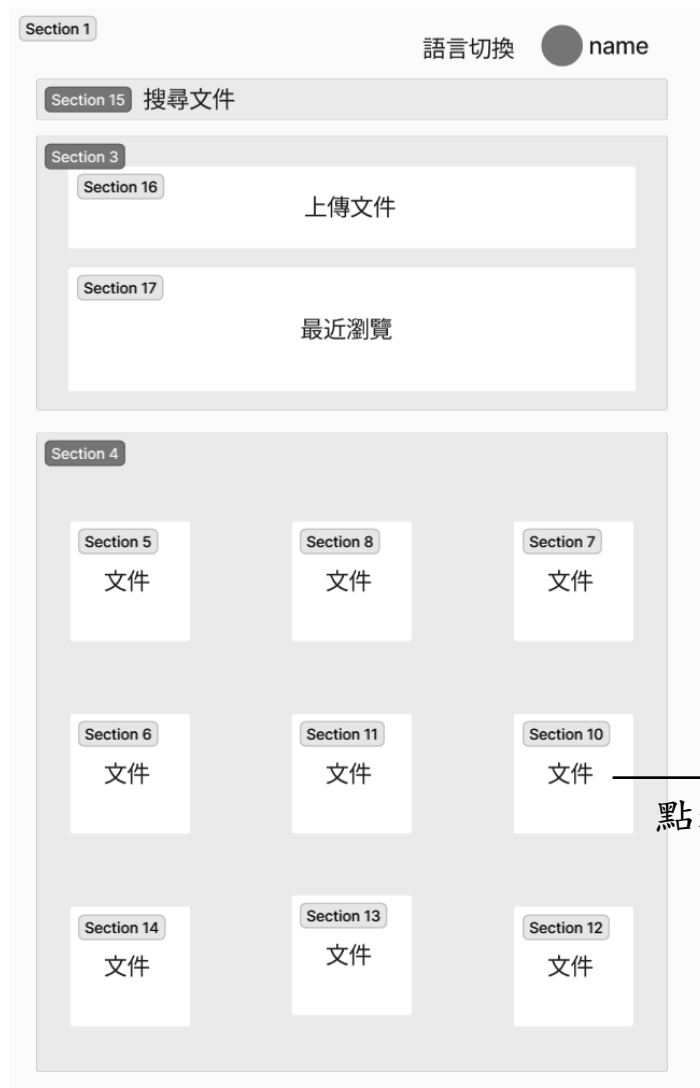 Section 1
語言切換 name
Section 15 搜尋文件
Section 3
Section 16
上傳文件
Section 17
最近瀏覽
Section 4
Section 5 Section 8 Section 7
文件 文件 文件
Section 6 Section 11 Section 10
文件 文件 文件
點
Section 14 Section 13 Section 12
文件 文件 文件